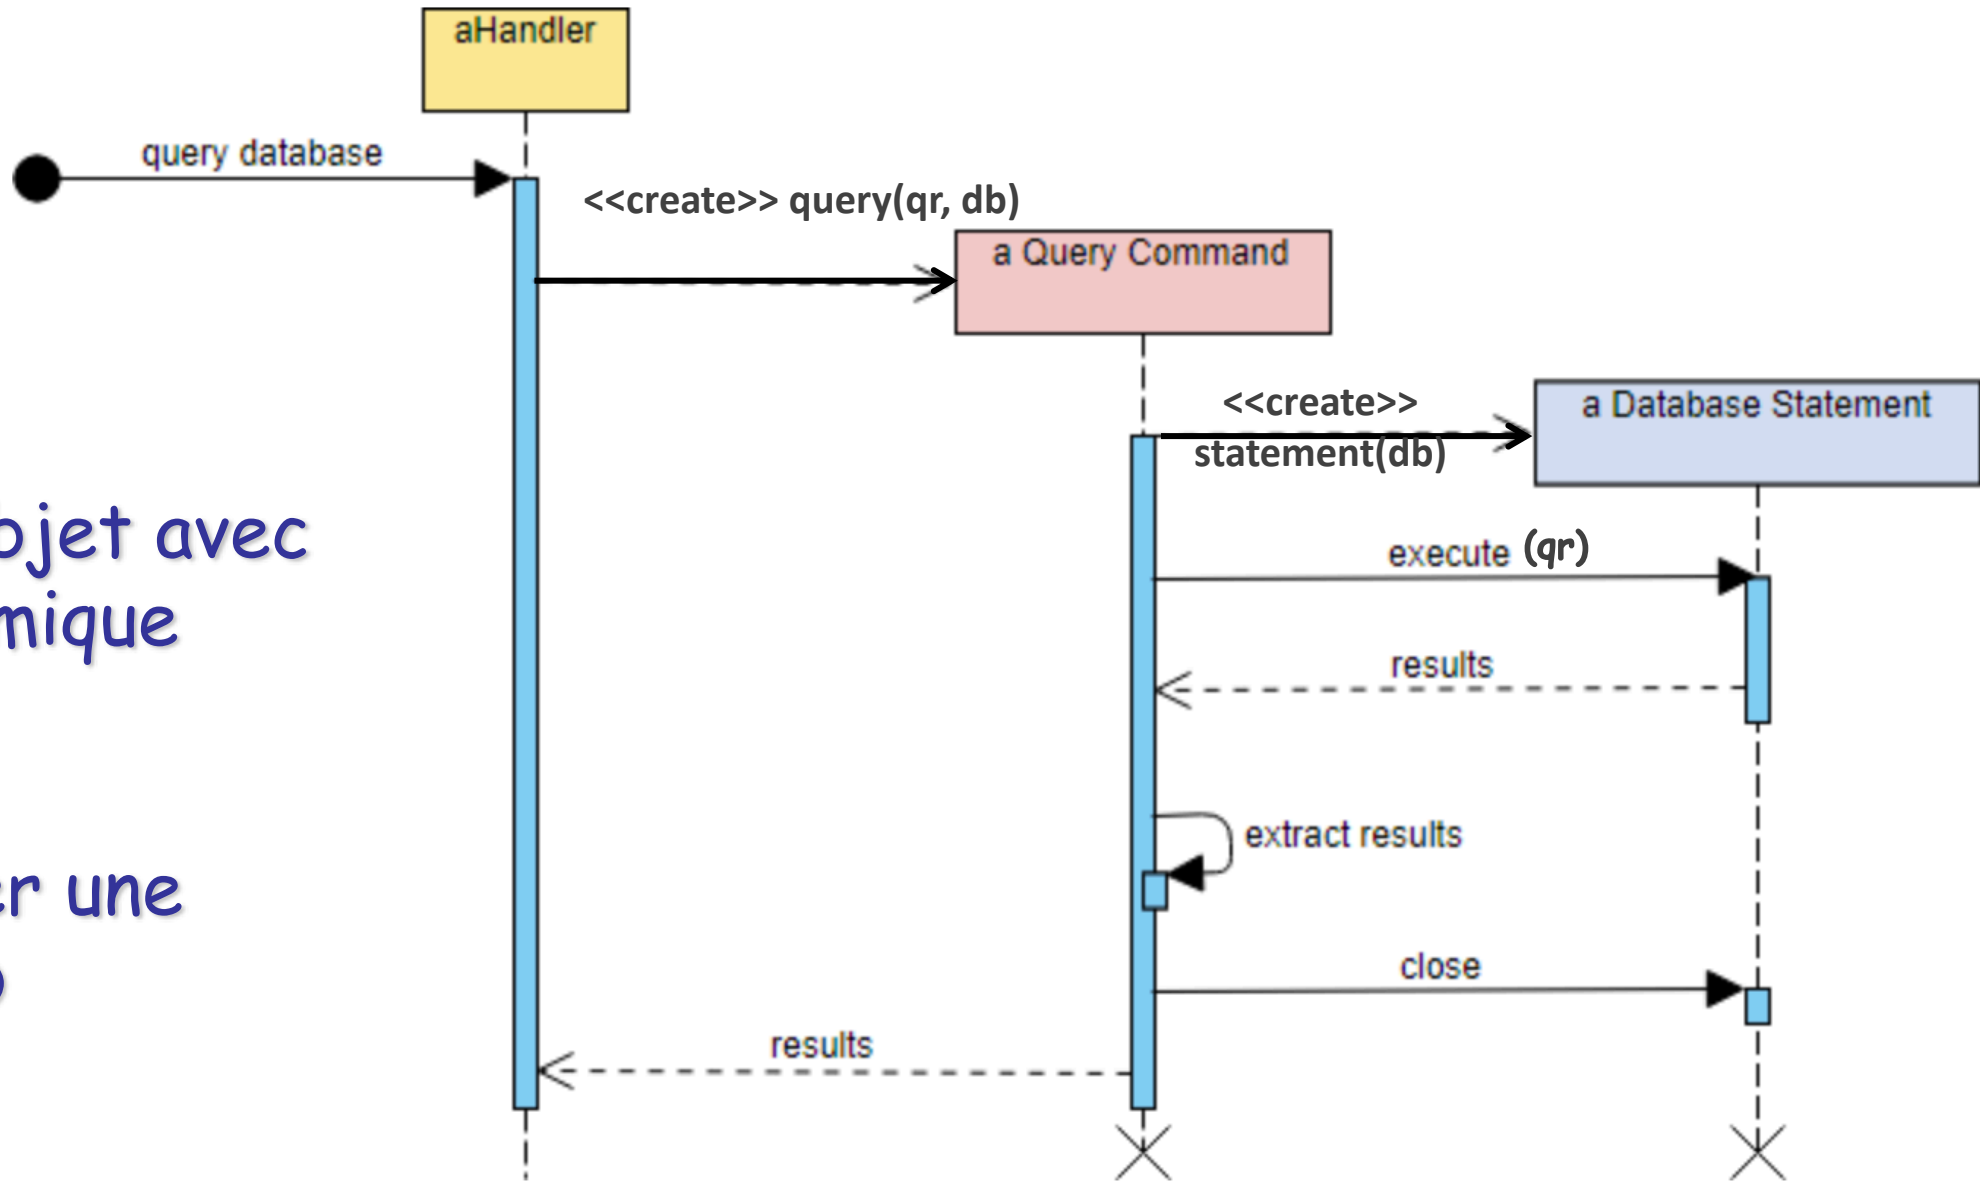 aHandler
query database
<<create>> query(qr, db)
a Query Command
<<create>>
statement(db)
a Database Statement
execute (qr)
results
extract results
close
results
bjet avec
mique
er une